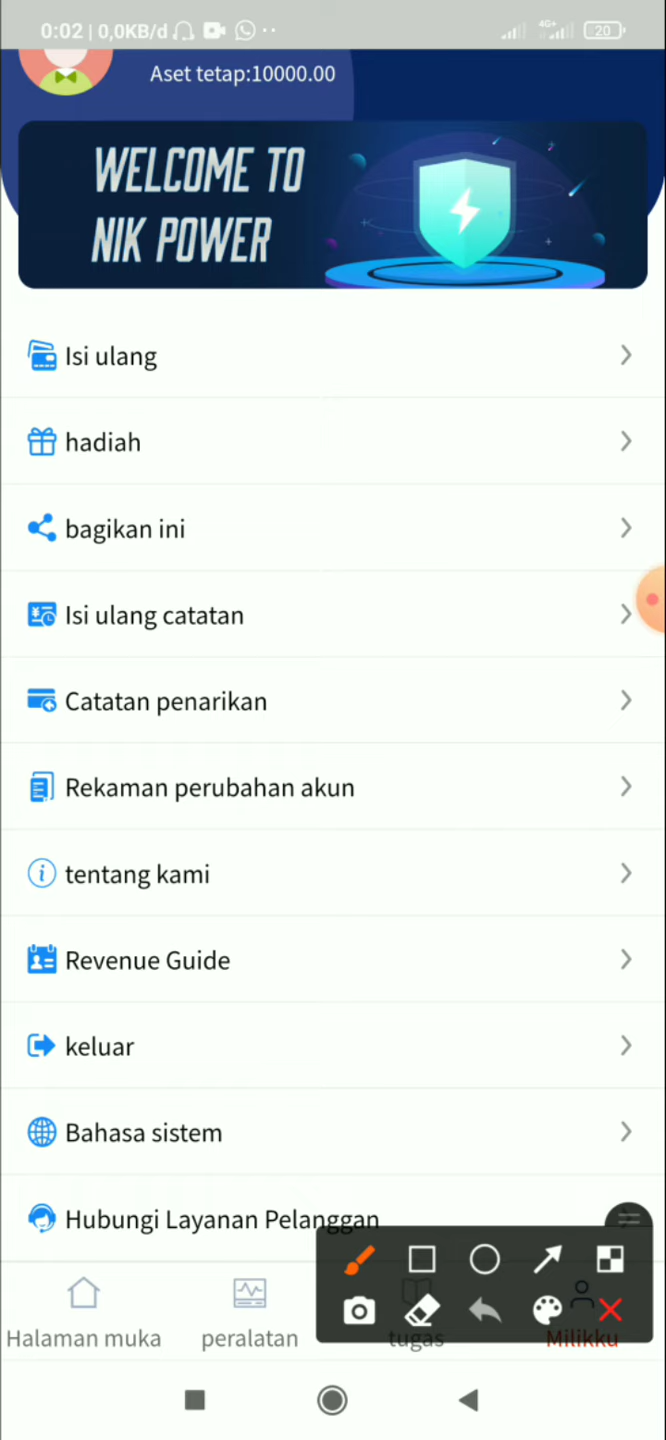 0:02 | 0,0KB/d
4G+
20
Aset tetap:10000.00
WELCOME TO
NIK POWER
Isi ulang
hadiah
bagikan ini
Isi ulang catatan
Catatan penarikan
Rekaman perubahan akun
tentang kami
Revenue Guide
keluar
Bahasa sistem
Hubungi Layanan Pelanggan
Halaman muka
peralatan
tugas
Milikku